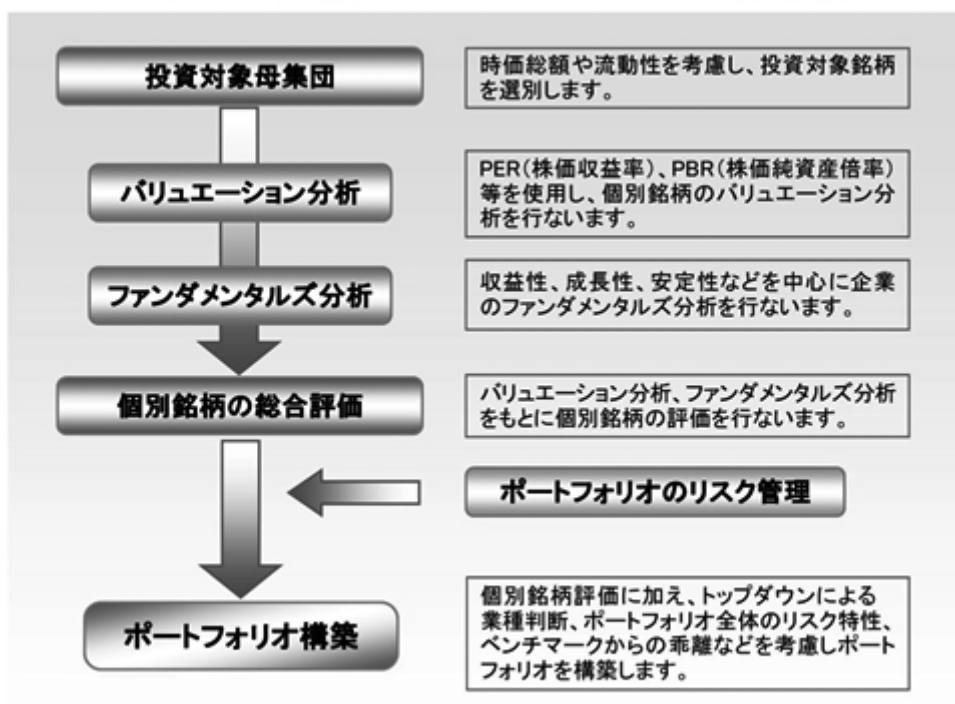 投資対象母集団
時価総額や流動性を考慮し、投資対象銘柄
を選別します。
バリュエーション分析
PER(株価収益率)、PBR(株価純資産倍率)
等を使用し、個別銘柄のバリュエーション分
析を行ないます。
ファンダメンタルズ分析
収益性、成長性、安定性などを中心に企業
のファンダメンタルズ分析を行ないます。
個別銘柄の総合評価
バリュエーション分析、ファンダメンタルズ分析
をもとに個別銘柄の評価を行ないます。
ポートフォリオのリスク管理
ポートフォリオ構築
個別銘柄評価に加え、トップダウンによる
業種判断、ポートフォリオ全体のリスク特性、
ベンチマークからの乖離などを考慮しポート
フォリオを構築します。